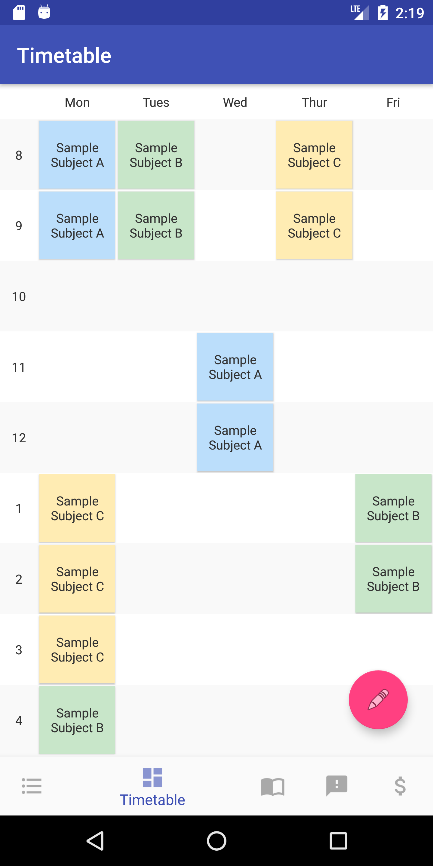 LTE 2:19
Timetable
Mon Tues Wed Thur Fri
8 Sample Subject A Sample Subject B Sample Subject C
9 Sample Subject A Sample Subject B Sample Subject C
10
11 Sample Subject A
12 Sample Subject A
1 Sample Subject C Sample Subject B
2 Sample Subject C Sample Subject B
3 Sample Subject C
4 Sample Subject B
Timetable